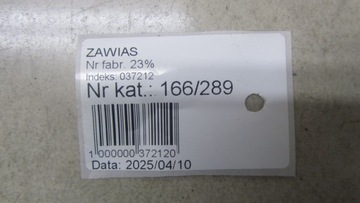 ZAWIAS
Nr fabr. 23%
Indeks: 037212
Nr kat.: 166/289
1 000000 372120
Data: 2025/04/10